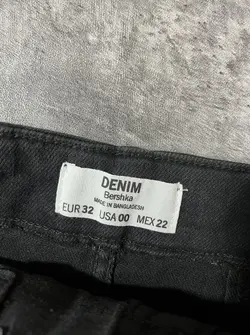 DENIM
Bershka
MADE IN BANGLADESH
EUR 32 USA 00 MEX 22